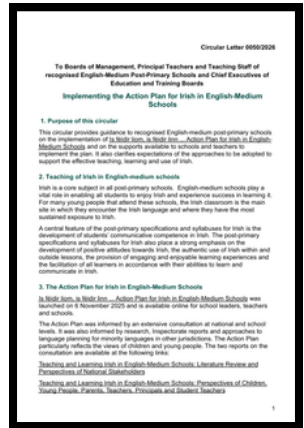 Circular Letter 0050/2026
To Boards of Management, Principal Teachers and Teaching Staff of
recognised English-Medium Post-Primary Schools and Chief Executives of
Education and Training Boards
Implementing the Action Plan for Irish in English-Medium
Schools
1. Purpose of this circular
This circular provides guidance to recognised English-medium post-primary schools
on the implementation of Is féidir liom, is féidir linn ... Action Plan for Irish in English-
Medium Schools and on the supports available to schools and teachers to
implement the plan. It also clarifies expectations of the approaches to be adopted to
support the effective teaching, learning and use of Irish.
2. Teaching of Irish in English-medium schools
Irish is a core subject in all post-primary schools. English-medium schools play a
vital role in enabling all students to enjoy Irish and experience success in learning it.
For many young people that attend these schools, the Irish classroom is the main
site in which they encounter the Irish language and where they have the most
sustained exposure to Irish.
A central feature of the post-primary specifications and syllabuses for Irish is the
development of students' communicative competence in Irish. The post-primary
specifications and syllabuses for Irish also place a strong emphasis on the
development of positive attitudes towards Irish, the authentic use of Irish within and
outside lessons, the provision of engaging and enjoyable learning experiences and
the facilitation of all learners in accordance with their abilities to learn and
communicate in Irish.
3. The Action Plan for Irish in English-Medium Schools
Is féidir liom, is féidir linn ... Action Plan for Irish in English-Medium Schools was
launched on 6 November 2025 and is available online for school leaders, teachers
and schools.
The Action Plan was informed by an extensive consultation at national and school
levels. It was also informed by research, Inspectorate reports and approaches to
language planning for minority languages in other jurisdictions. The Action Plan
particularly reflects the views of children and young people. The two reports on the
consultation are available at the following links:
Teaching and Learning Irish in English-Medium Schools: Literature Review and
Perspectives of National Stakeholders
Teaching and Learning Irish in English-Medium Schools: Perspectives of Children,
Young People, Parents, Teachers, Principals and Student Teachers
1